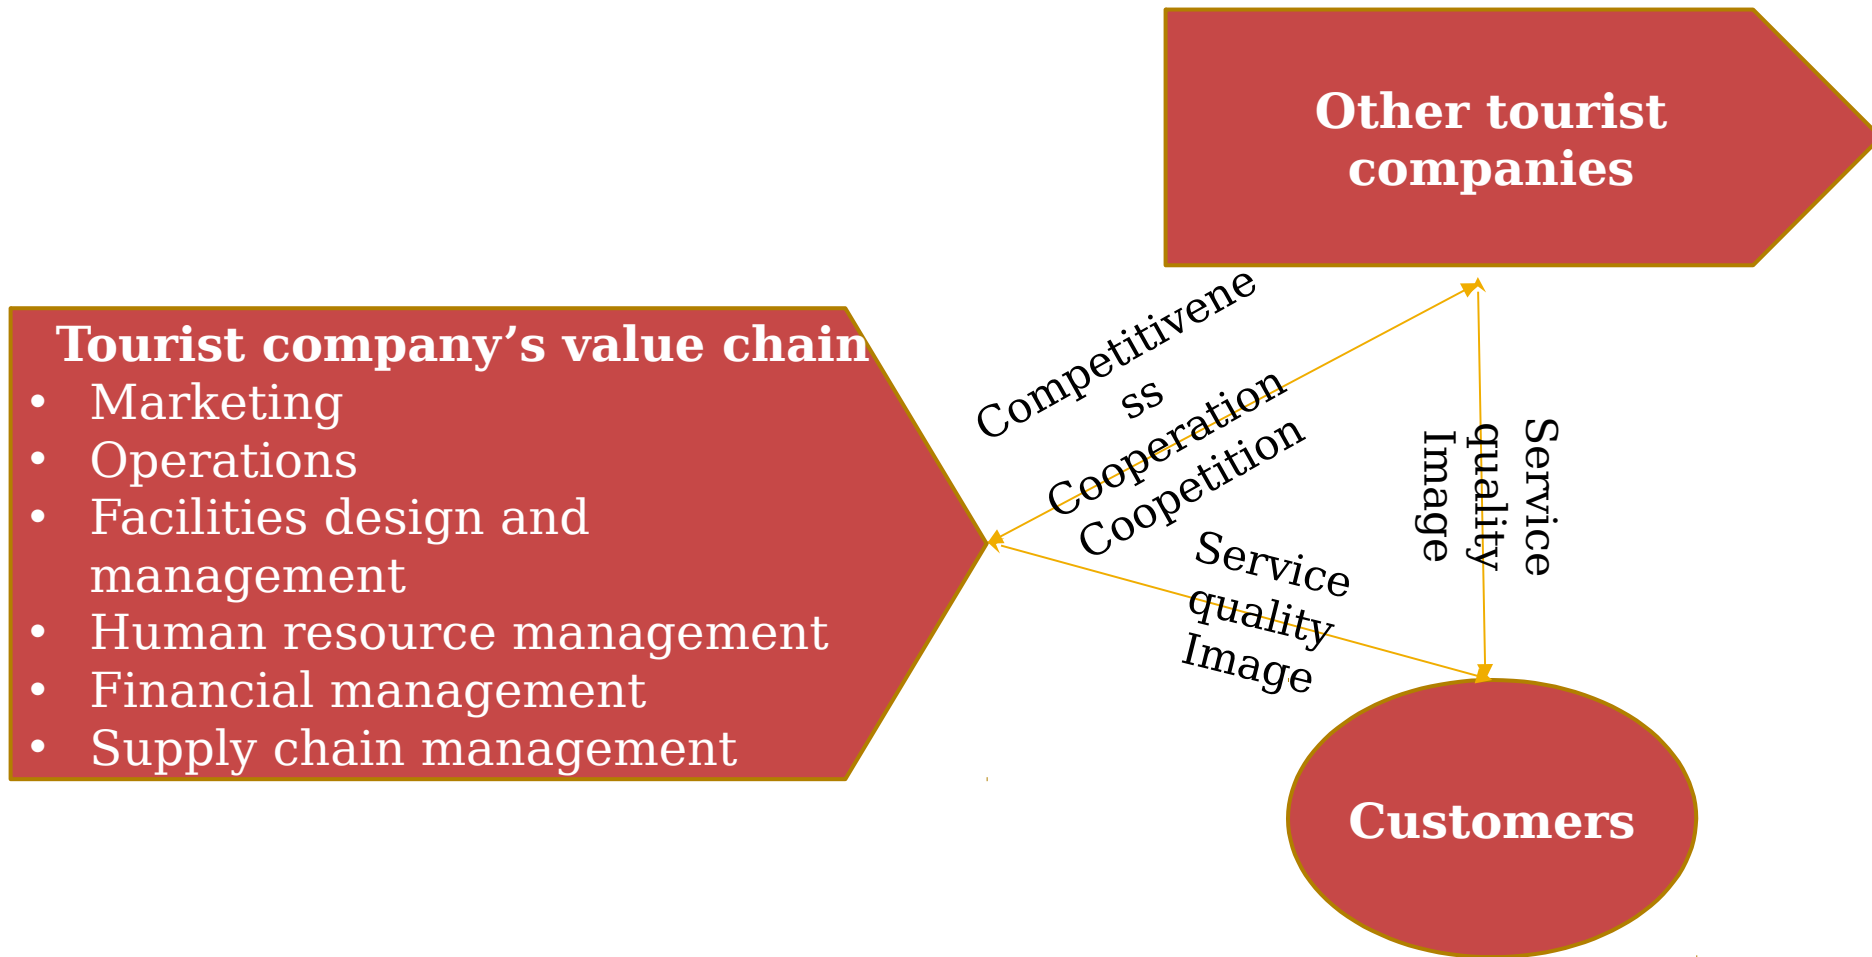 Other tourist
companies
Tourist company’s value chain
• Marketing
• Operations
• Facilities design and
management
• Human resource management
• Financial management
• Supply chain management
Competitivene
ss
Cooperation
Coopetition
Service
quality
Image
Service
quality
Image
Customers